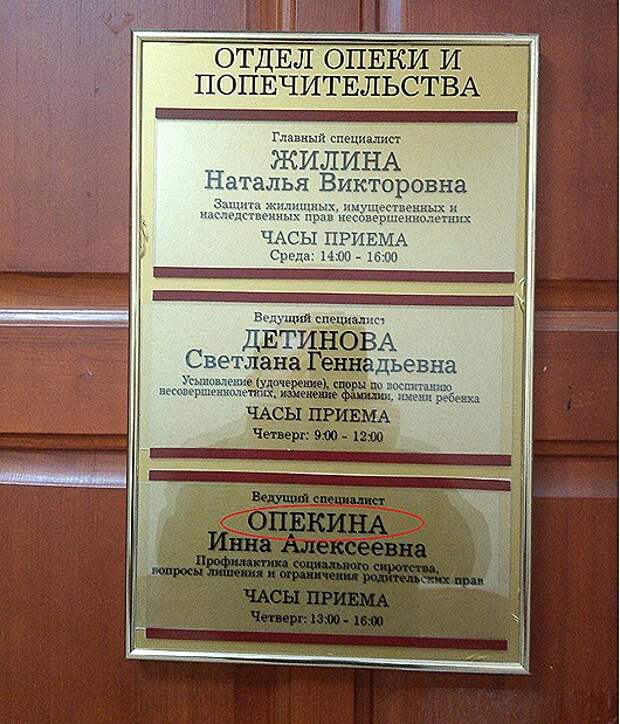 ОТДЕЛ ОПЕКИ И
ПОПЕЧИТЕЛЬСТВА
Главный специалист
ЖИЛИНА
Наталья Викторовна
Защита жилищных, имущественных и
наследственных прав несовершеннолетних
ЧАСЫ ПРИЕМА
Среда: 14:00 - 16:00
Ведущий специалист
ДЕТИНОВА
Светлана Геннадьевна
Усыновление (удочерение), споры по воспитанию
несовершеннолетних, изменение фамилии, имени ребенка
ЧАСЫ ПРИЕМА
Четверг: 9:00 - 12:00
Ведущий специалист
ОПЕКИНА
Инна Алексеевна
Профилактика социального сиротства,
вопросы лишения и ограничения родительских прав
ЧАСЫ ПРИЕМА
Четверг: 13:00 - 16:00